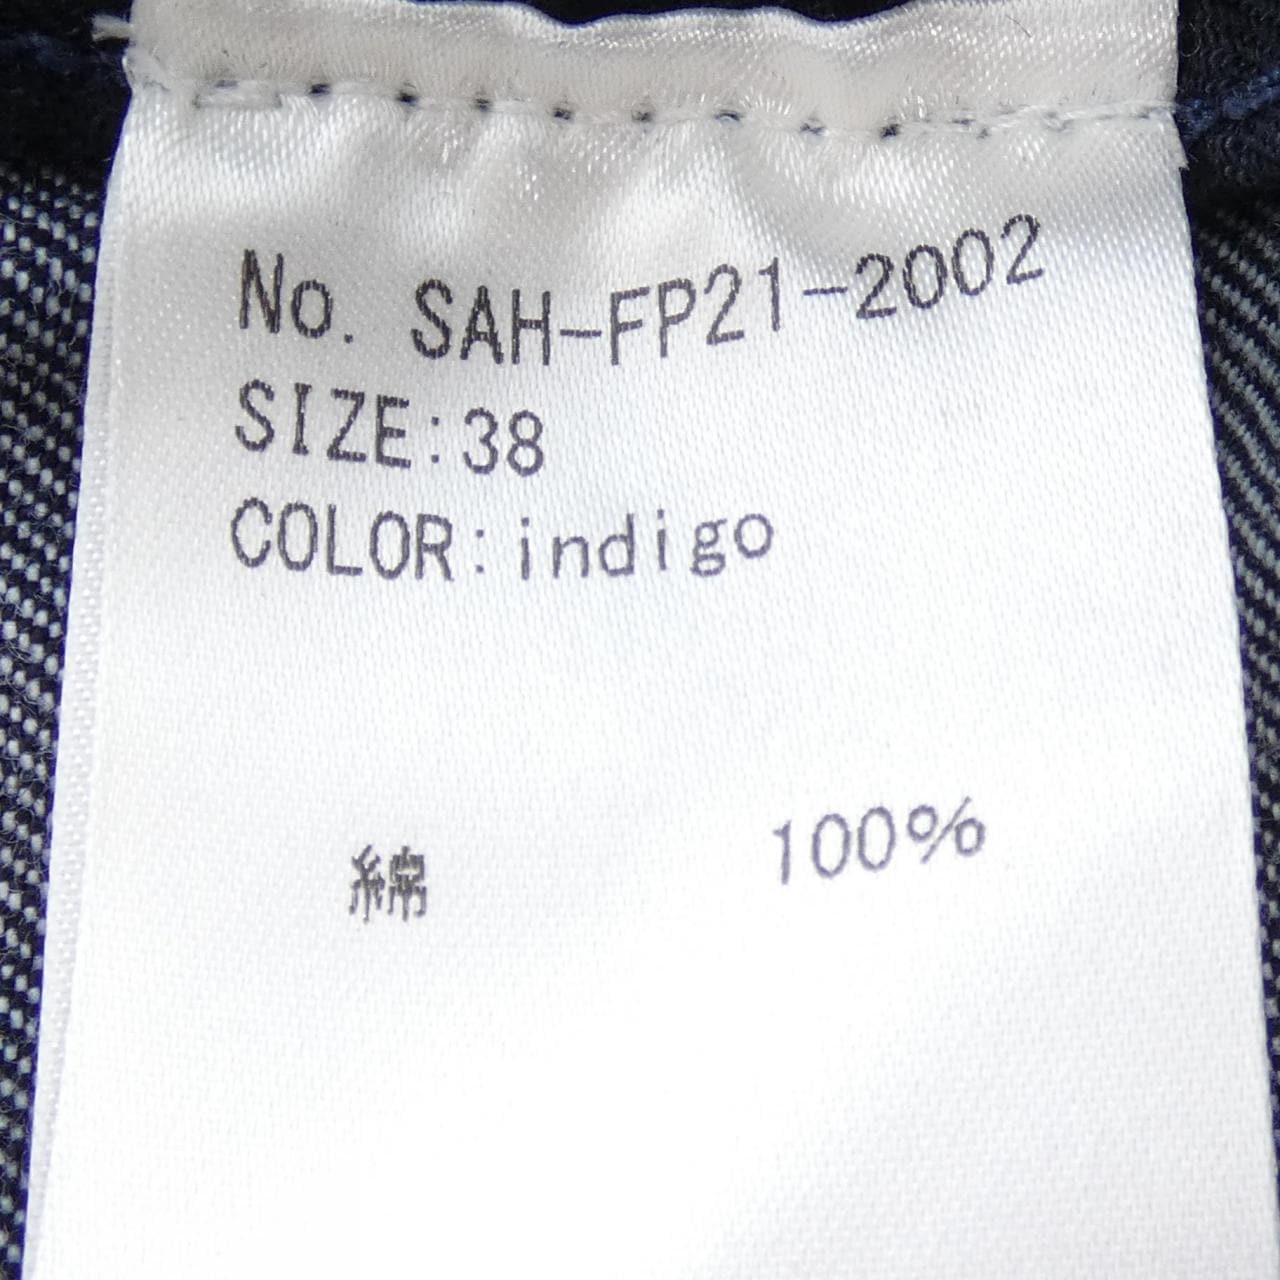 No. SAH-FP21-2002
SIZE:38
COLOR:indigo
綿 100%